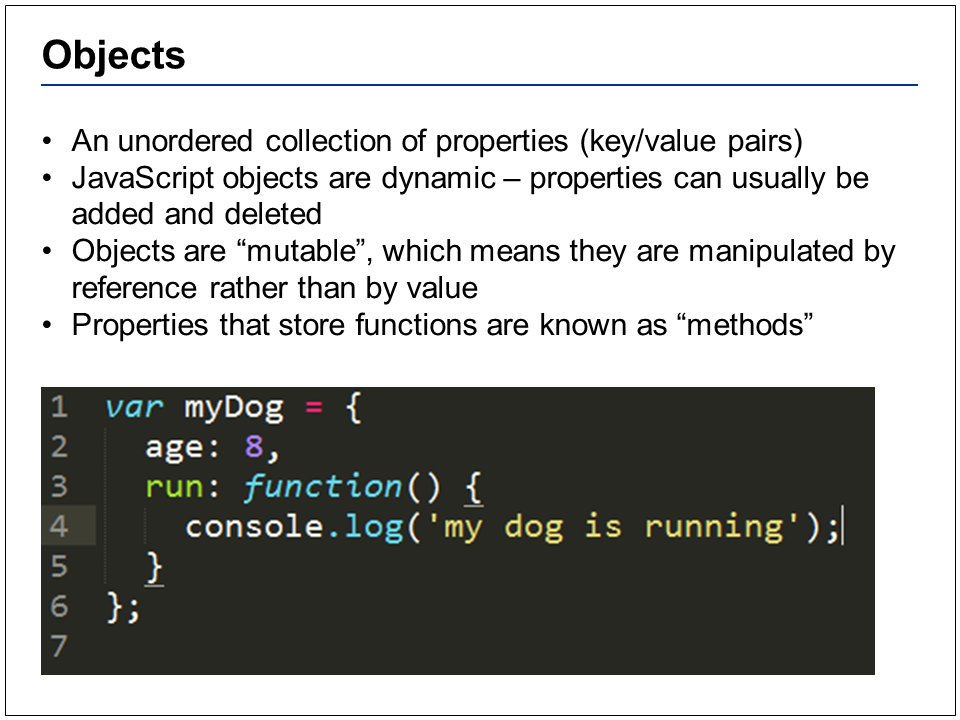 Objects
• An unordered collection of properties (key/value pairs)
• JavaScript objects are dynamic – properties can usually be
added and deleted
• Objects are “mutable”, which means they are manipulated by
reference rather than by value
• Properties that store functions are known as “methods”
1 var myDog = {
2   age: 8,
3   run: function() {
4     console.log('my dog is running');
5   }
6 };
7